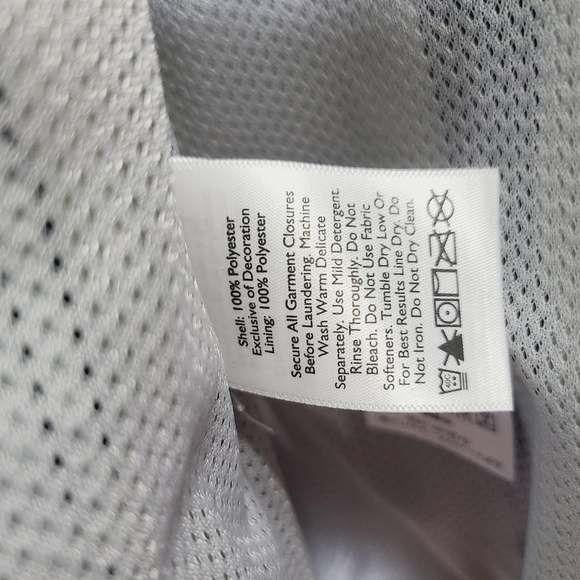 Shell: 100% Polyester
Exclusive of Decoration
Lining: 100% Polyester
Secure All Garment Closures
Before Laundering. Machine
Wash Warm Delicate
Separately. Use Mild Detergent.
Rinse Thoroughly. Do Not
Bleach. Do Not Use Fabric
Softeners. Tumble Dry Low Or
For Best Results Line Dry. Do
Not Iron. Do Not Dry Clean.
40C